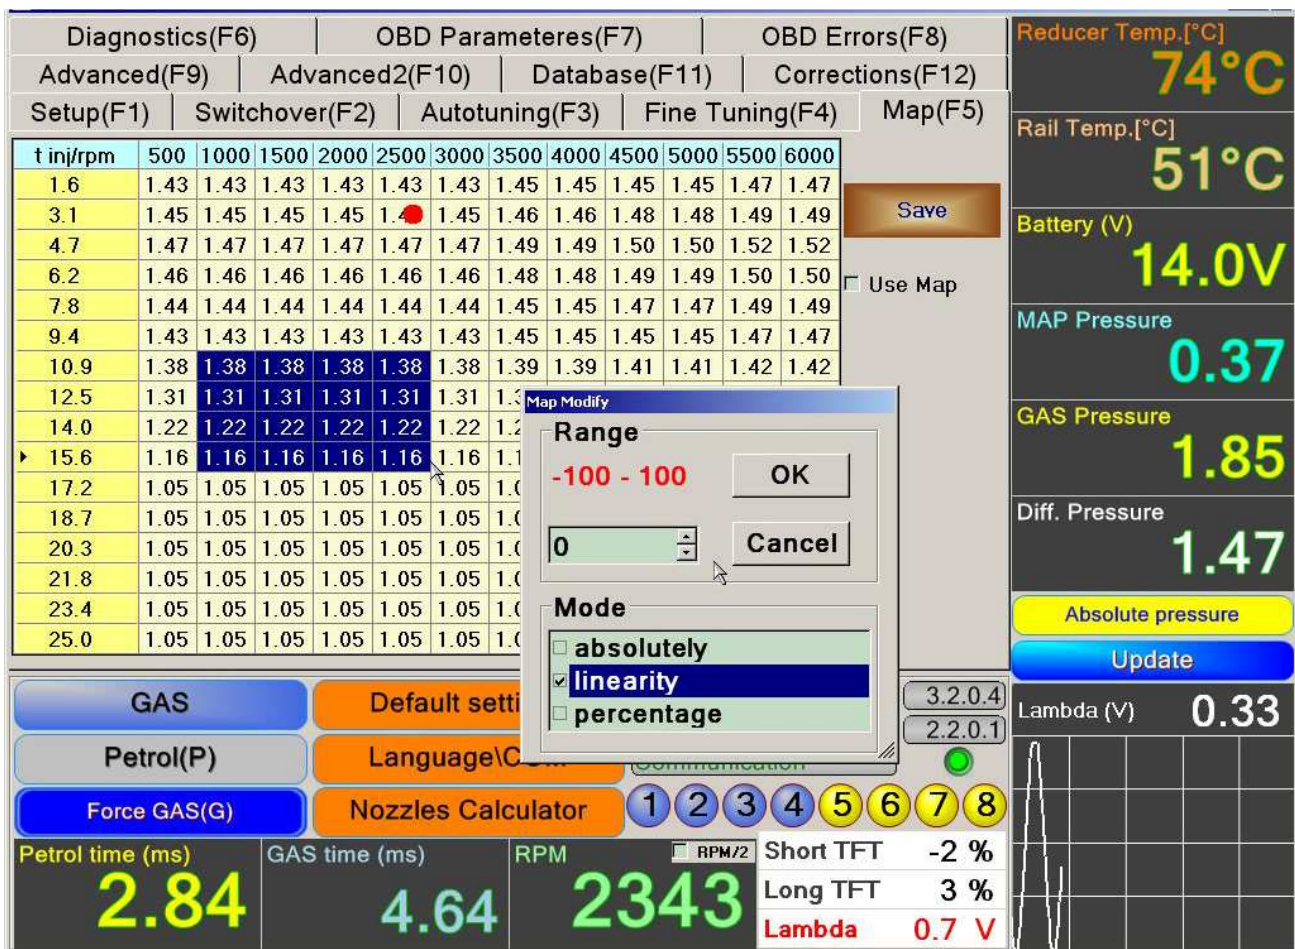 Diagnostics(F6) OBD Parameteres(F7) OBD Errors(F8)
Advanced(F9) Advanced2(F10) Database(F11) Corrections(F12)
Setup(F1) Switchover(F2) Autotuning(F3) Fine Tuning(F4) Map(F5)
t inj/rpm 500 1000 1500 2000 2500 3000 3500 4000 4500 5000 5500 6000
1.6 1.43 1.43 1.43 1.43 1.43 1.43 1.45 1.45 1.45 1.45 1.47 1.47
3.1 1.45 1.45 1.45 1.45 1.45 1.46 1.46 1.48 1.48 1.49 1.49
4.7 1.47 1.47 1.47 1.47 1.47 1.47 1.49 1.49 1.50 1.50 1.52 1.52
6.2 1.46 1.46 1.46 1.46 1.46 1.46 1.48 1.48 1.49 1.49 1.50 1.50
7.8 1.44 1.44 1.44 1.44 1.44 1.44 1.45 1.45 1.47 1.47 1.49 1.49
9.4 1.43 1.43 1.43 1.43 1.43 1.43 1.45 1.45 1.45 1.45 1.47 1.47
10.9 1.38 1.38 1.38 1.38 1.38 1.38 1.39 1.39 1.41 1.41 1.42 1.42
12.5 1.31 1.31 1.31 1.31 1.31 1.31
14.0 1.22 1.22 1.22 1.22 1.22 1.22
15.6 1.16 1.16 1.16 1.16 1.16 1.16
17.2 1.05 1.05 1.05 1.05 1.05 1.05
18.7 1.05 1.05 1.05 1.05 1.05 1.05
20.3 1.05 1.05 1.05 1.05 1.05 1.05
21.8 1.05 1.05 1.05 1.05 1.05 1.05
23.4 1.05 1.05 1.05 1.05 1.05 1.05
25.0 1.05 1.05 1.05 1.05 1.05 1.05
Save
Use Map
Map Modify
Range
-100 - 100
OK
0
Cancel
Mode
absolutely
linearity
percentage
Reducer Temp.[°C]
74°C
Rail Temp.[°C]
51°C
Battery (V)
14.0V
MAP Pressure
0.37
GAS Pressure
1.85
Diff. Pressure
1.47
Absolute pressure
Update
Lambda (V) 0.33
GAS
Default setti
3.2.0.4
2.2.0.1
Petrol(P)
Language\
Communication
Force GAS(G)
Nozzles Calculator
1 2 3 4 5 6 7 8
Petrol time (ms)
2.84
GAS time (ms)
4.64
RPM
RPM/2
2343
Short TFT -2 %
Long TFT 3 %
Lambda 0.7 V